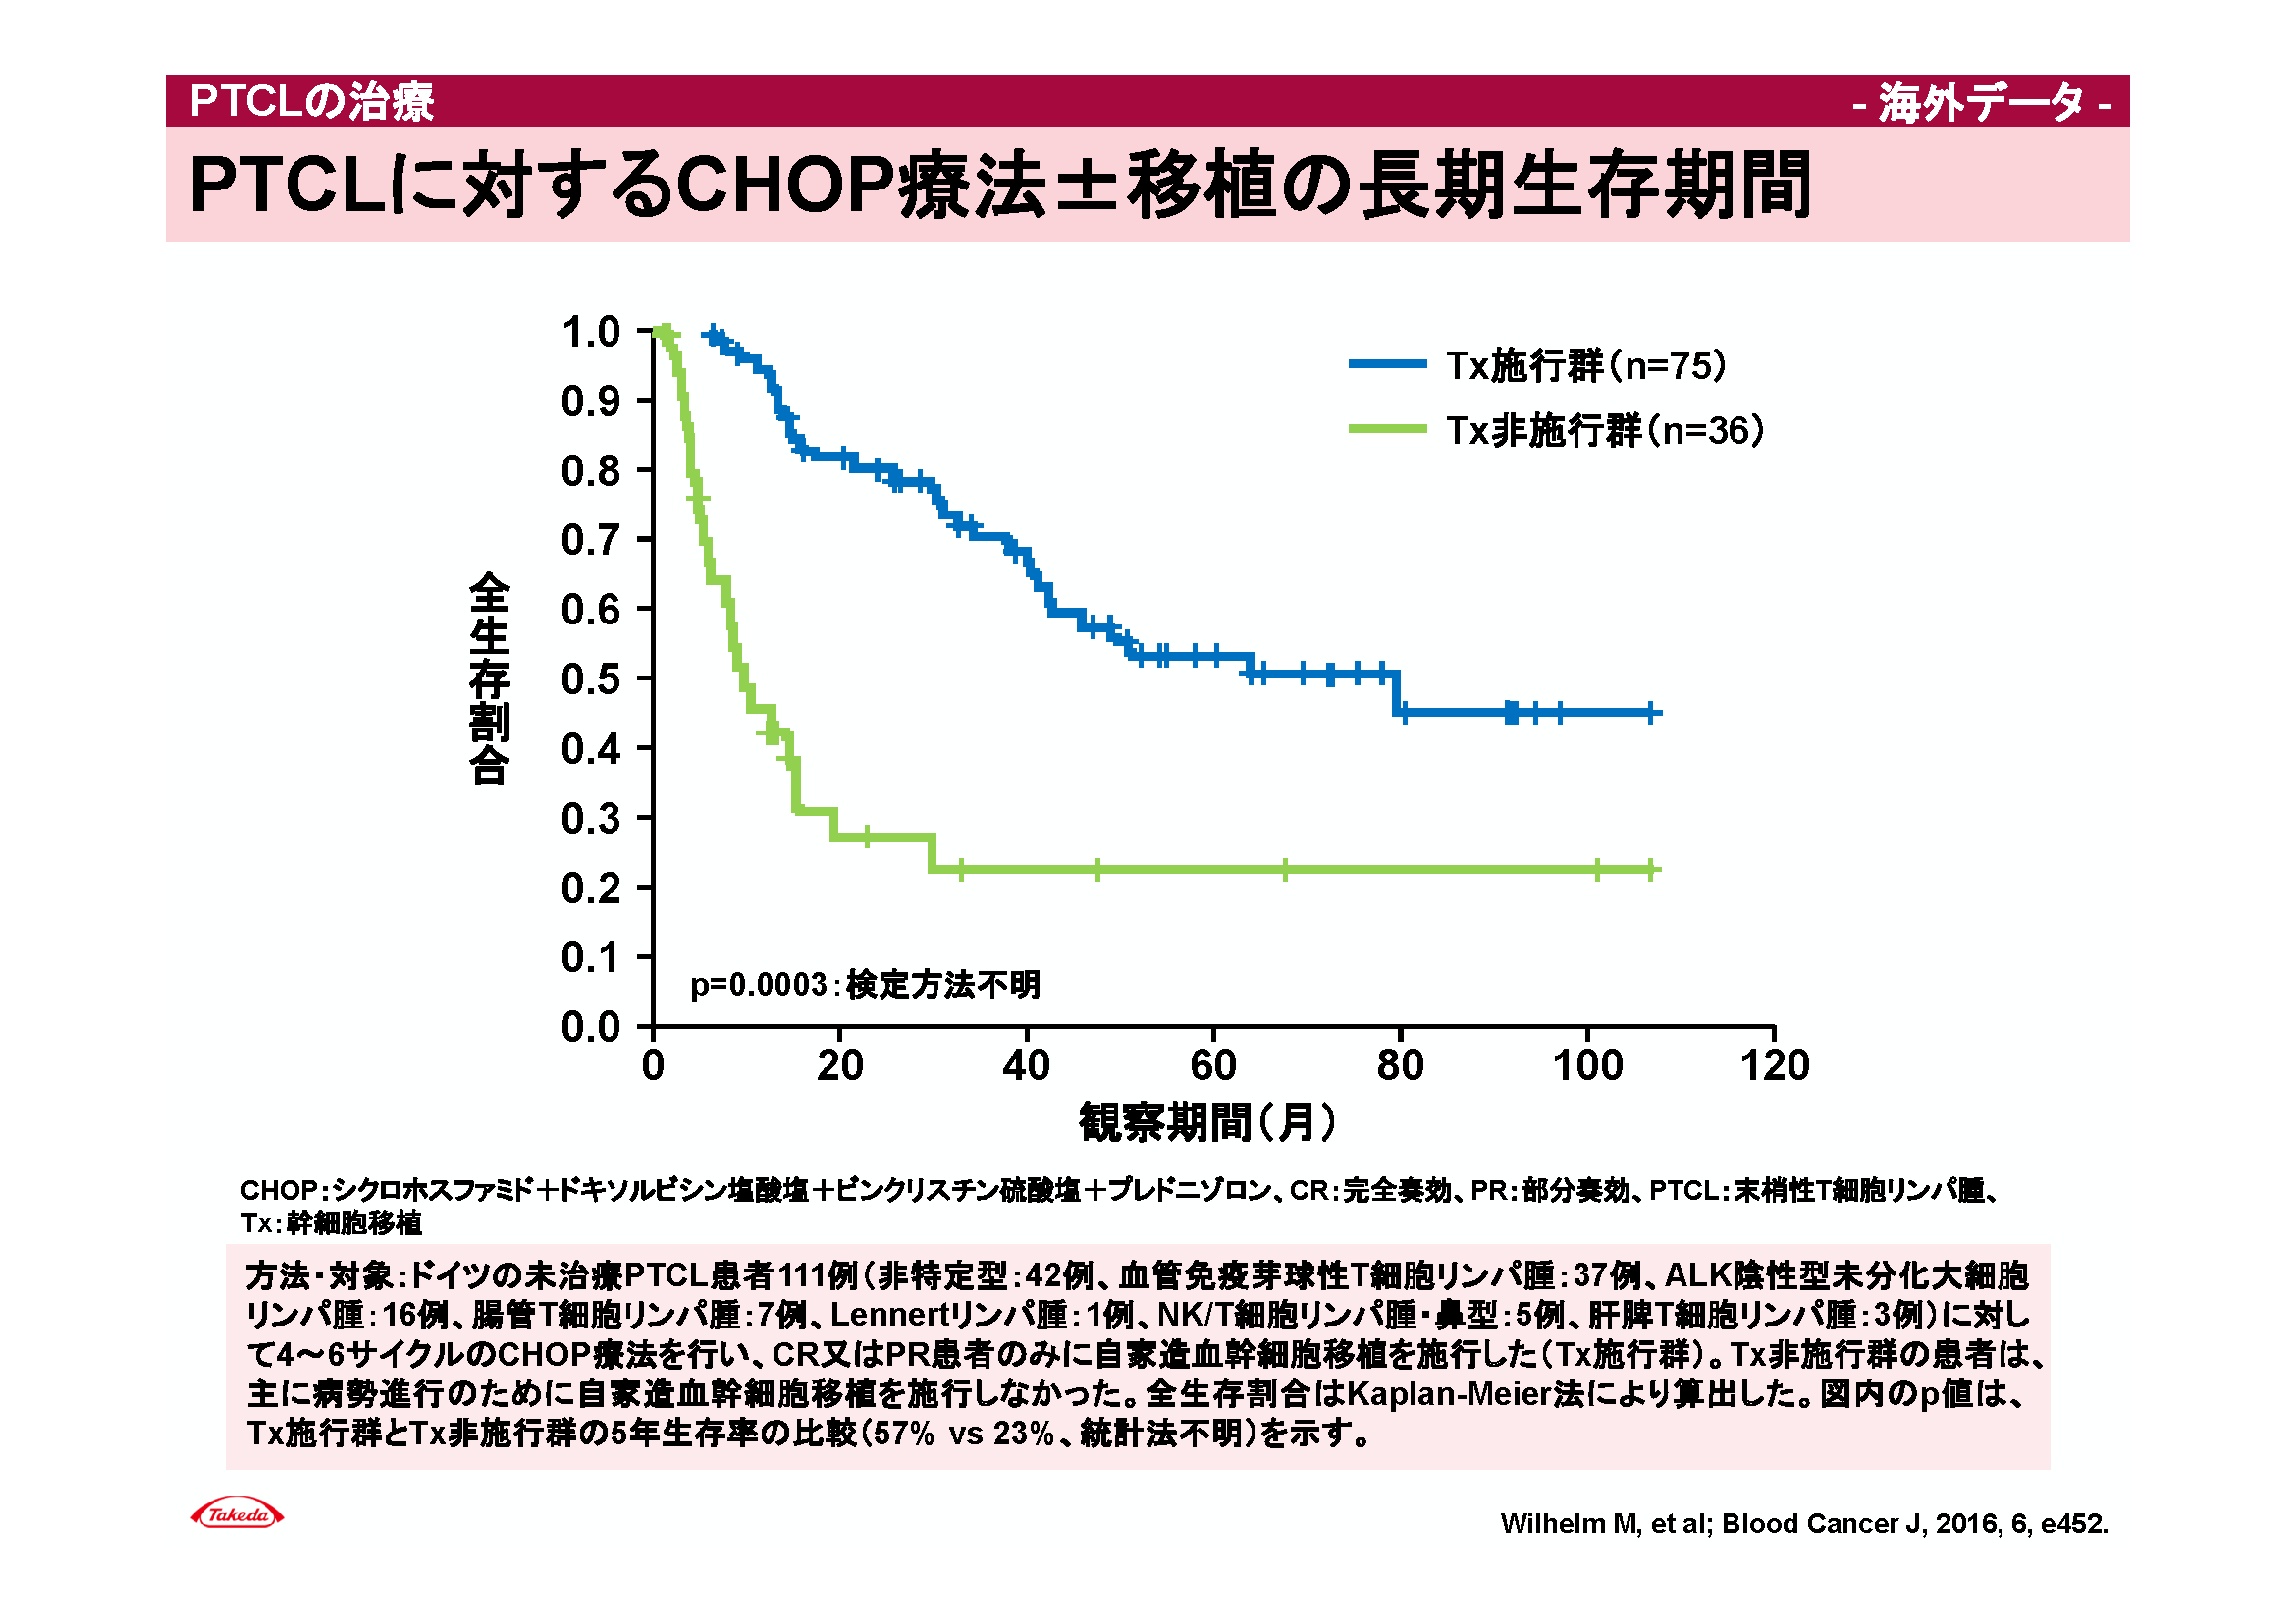 PTCLの治療
- 海外データ -
PTCLに対するCHOP療法±移植の長期生存期間
1.0
0.9
0.8
0.7
0.6
0.5
0.4
0.3
0.2
0.1
0.0
全生存割合
Tx施行群（n=75）
Tx非施行群（n=36）
p=0.0003：検定方法不明
0 20 40 60 80 100 120
観察期間（月）
CHOP：シクロホスファミド＋ドキソルビシン塩酸塩＋ビンクリスチン硫酸塩＋プレドニゾロン、CR：完全奏効、PR：部分奏効、PTCL：末梢性T細胞リンパ腫、
Tx：幹細胞移植
方法・対象：ドイツの未治療PTCL患者111例（非特定型：42例、血管免疫芽球性T細胞リンパ腫：37例、ALK陰性型未分化大細胞
リンパ腫：16例、腸管T細胞リンパ腫：7例、Lennertリンパ腫：1例、NK/T細胞リンパ腫・鼻型：5例、肝脾T細胞リンパ腫：3例）に対し
て4～6サイクルのCHOP療法を行い、CR又はPR患者のみに自家造血幹細胞移植を施行した（Tx施行群）。Tx非施行群の患者は、
主に病勢進行のために自家造血幹細胞移植を施行しなかった。全生存割合はKaplan-Meier法により算出した。図内のp値は、
Tx施行群とTx非施行群の5年生存率の比較（57% vs 23%、統計法不明）を示す。
Takeda
Wilhelm M, et al; Blood Cancer J, 2016, 6, e452.